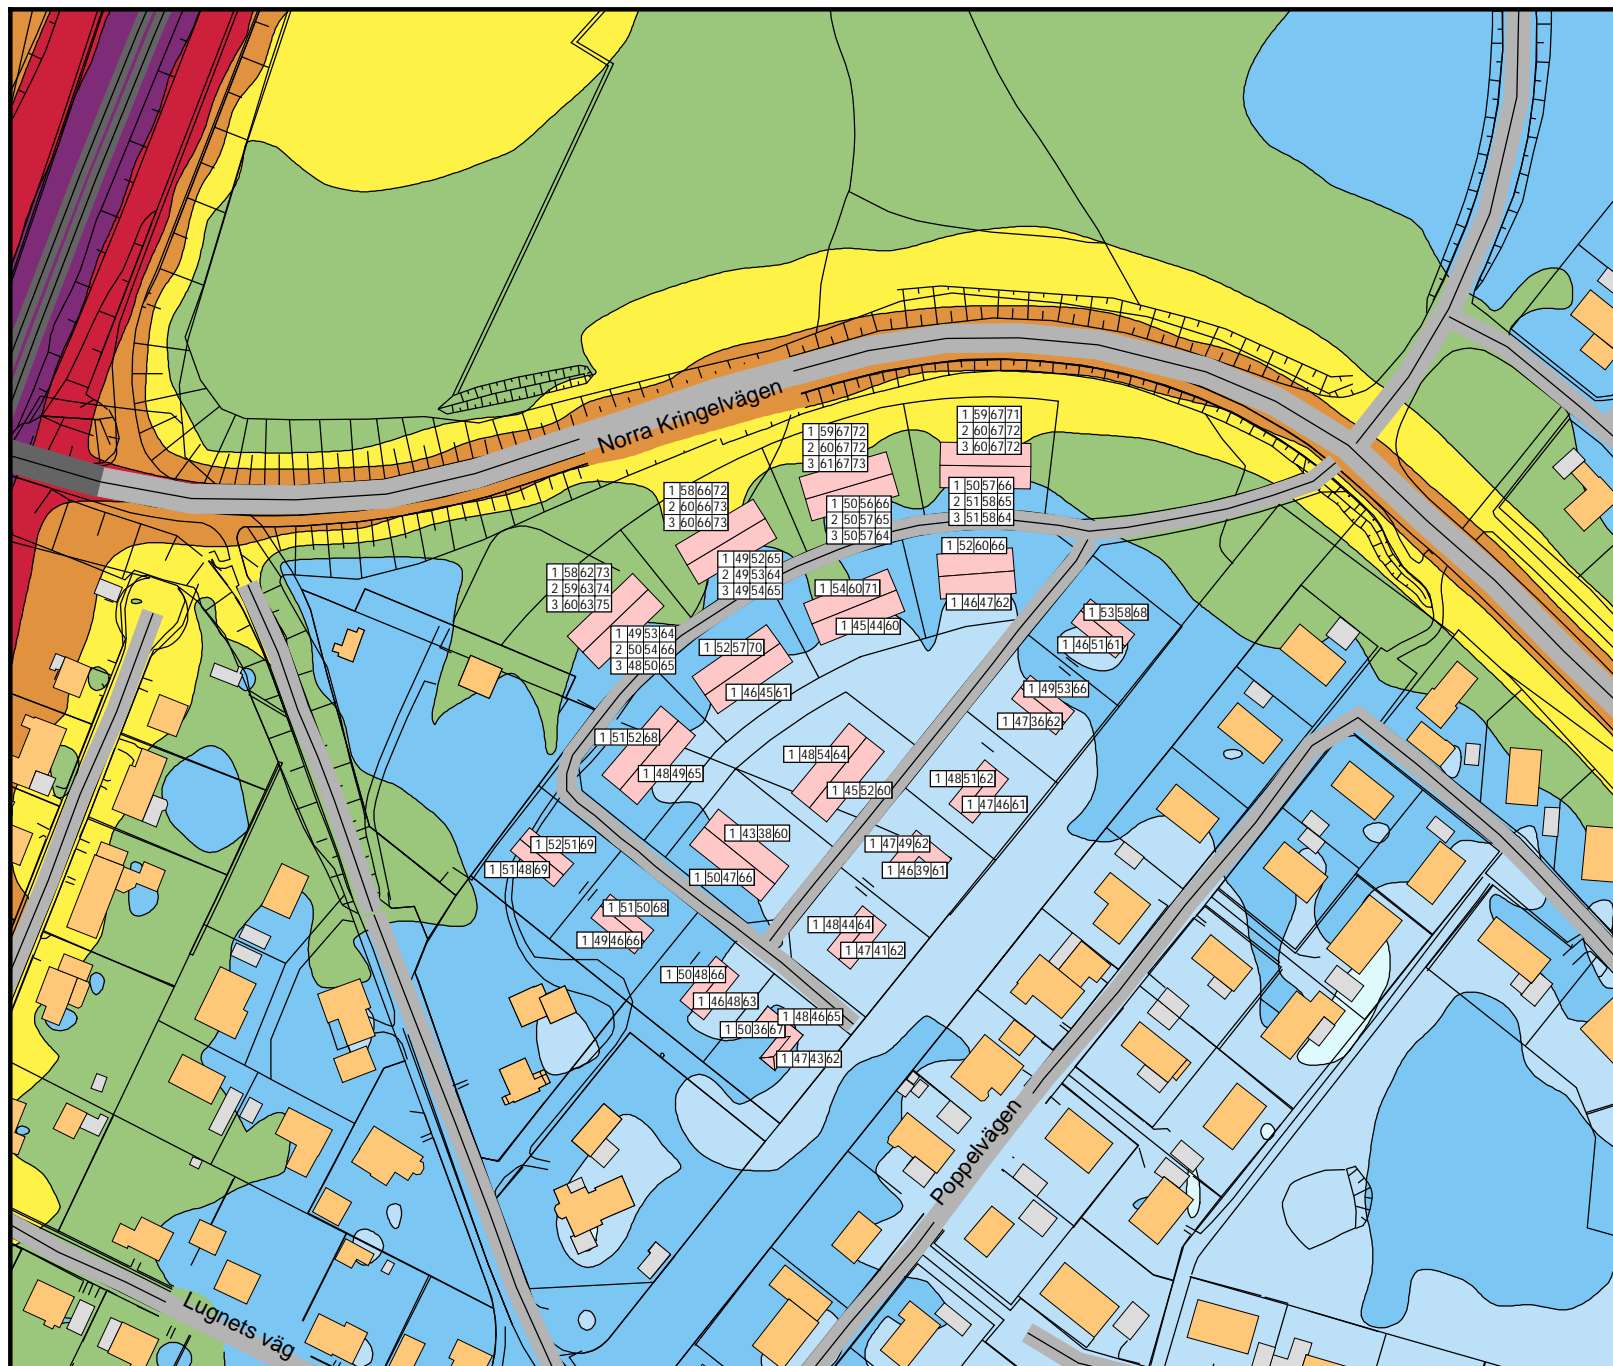 Norra Kringelvägen
1 59 67 71
2 60 67 72
3 60 67 72
1 59 67 72
2 60 67 72
3 61 67 73
1 58 66 72
2 60 66 73
3 60 66 73
1 50 57 66
2 51 58 65
3 51 58 64
1 50 56 66
2 50 57 65
3 50 57 64
1 49 52 65
2 49 53 64
3 49 54 65
1 52 60 66
1 58 62 73
2 59 63 74
3 60 63 75
1 54 60 71
1 46 47 62
1 53 58 68
1 45 44 60
1 49 53 64
2 50 54 66
3 48 50 65
1 52 57 70
1 46 51 61
1 46 45 61
1 49 53 66
1 47 36 62
1 51 52 68
1 48 54 64
1 48 49 65
1 48 51 62
1 45 52 60
1 47 46 61
1 43 38 60
1 52 51 69
1 47 49 62
1 51 48 69
1 50 47 66
1 46 39 61
1 51 50 68
1 48 44 64
1 49 46 66
1 47 41 62
1 50 48 66
1 46 48 63
1 48 46 65
1 50 36 67
1 47 43 62
Poppelvägen
Lugnets väg